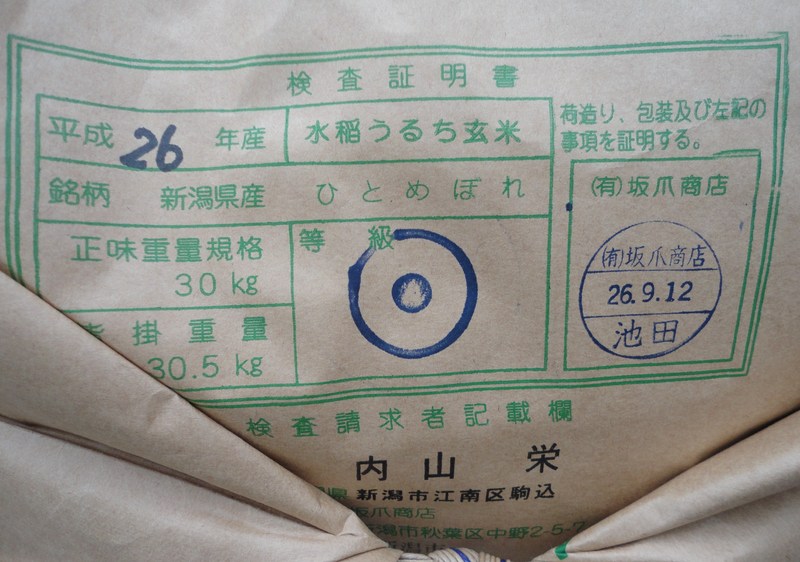 検査証明書
平成 26 年産
水稲うるち玄米
銘柄 新潟県産 ひとめぼれ
正味重量規格
30 kg
掛重量
30.5 kg
等級
荷造り、包装及び左記の
事項を証明する。
(有)坂爪商店
(有)坂爪商店
26.9.12
池田
検査請求者記載欄
内山 栄
県 新潟市江南区駒込
坂爪商店
潟市秋葉区中野2-5-7